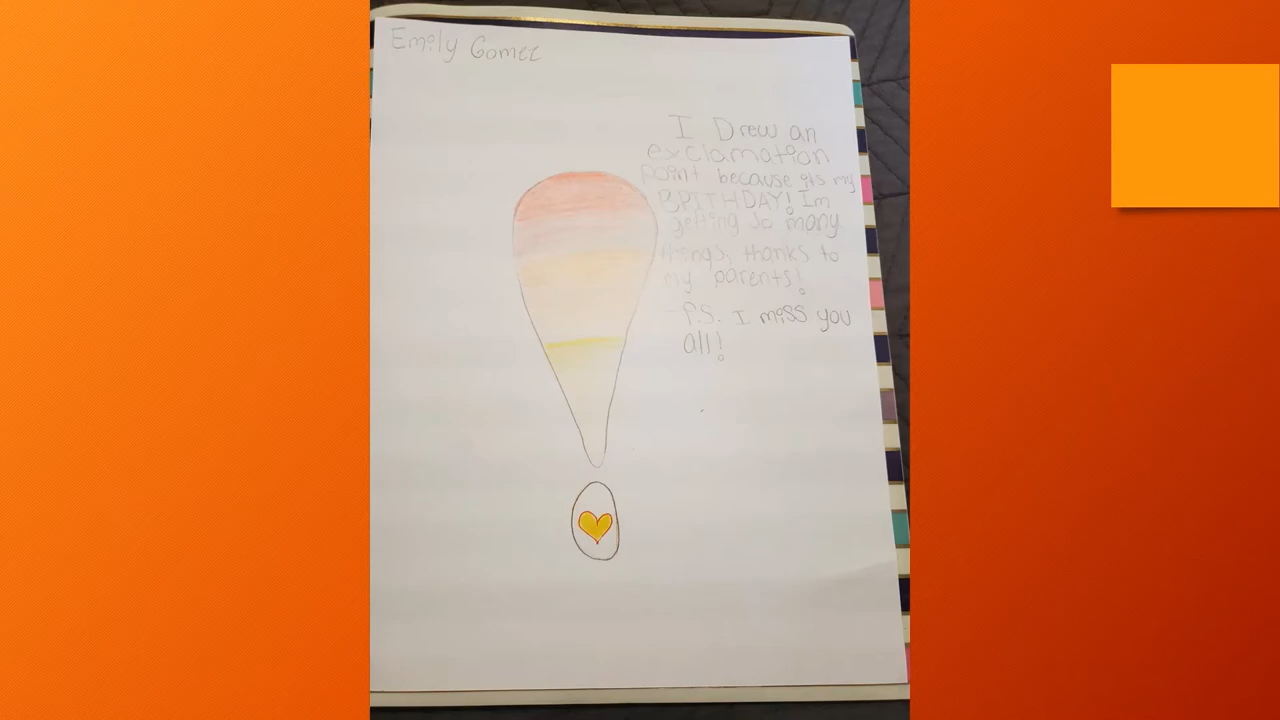 Emily Gomez
I Drew an
exclamation
point because its my
BRITHDAY! Im
getting so many
things, thanks to
my parents!
-P.S. I miss you
all!